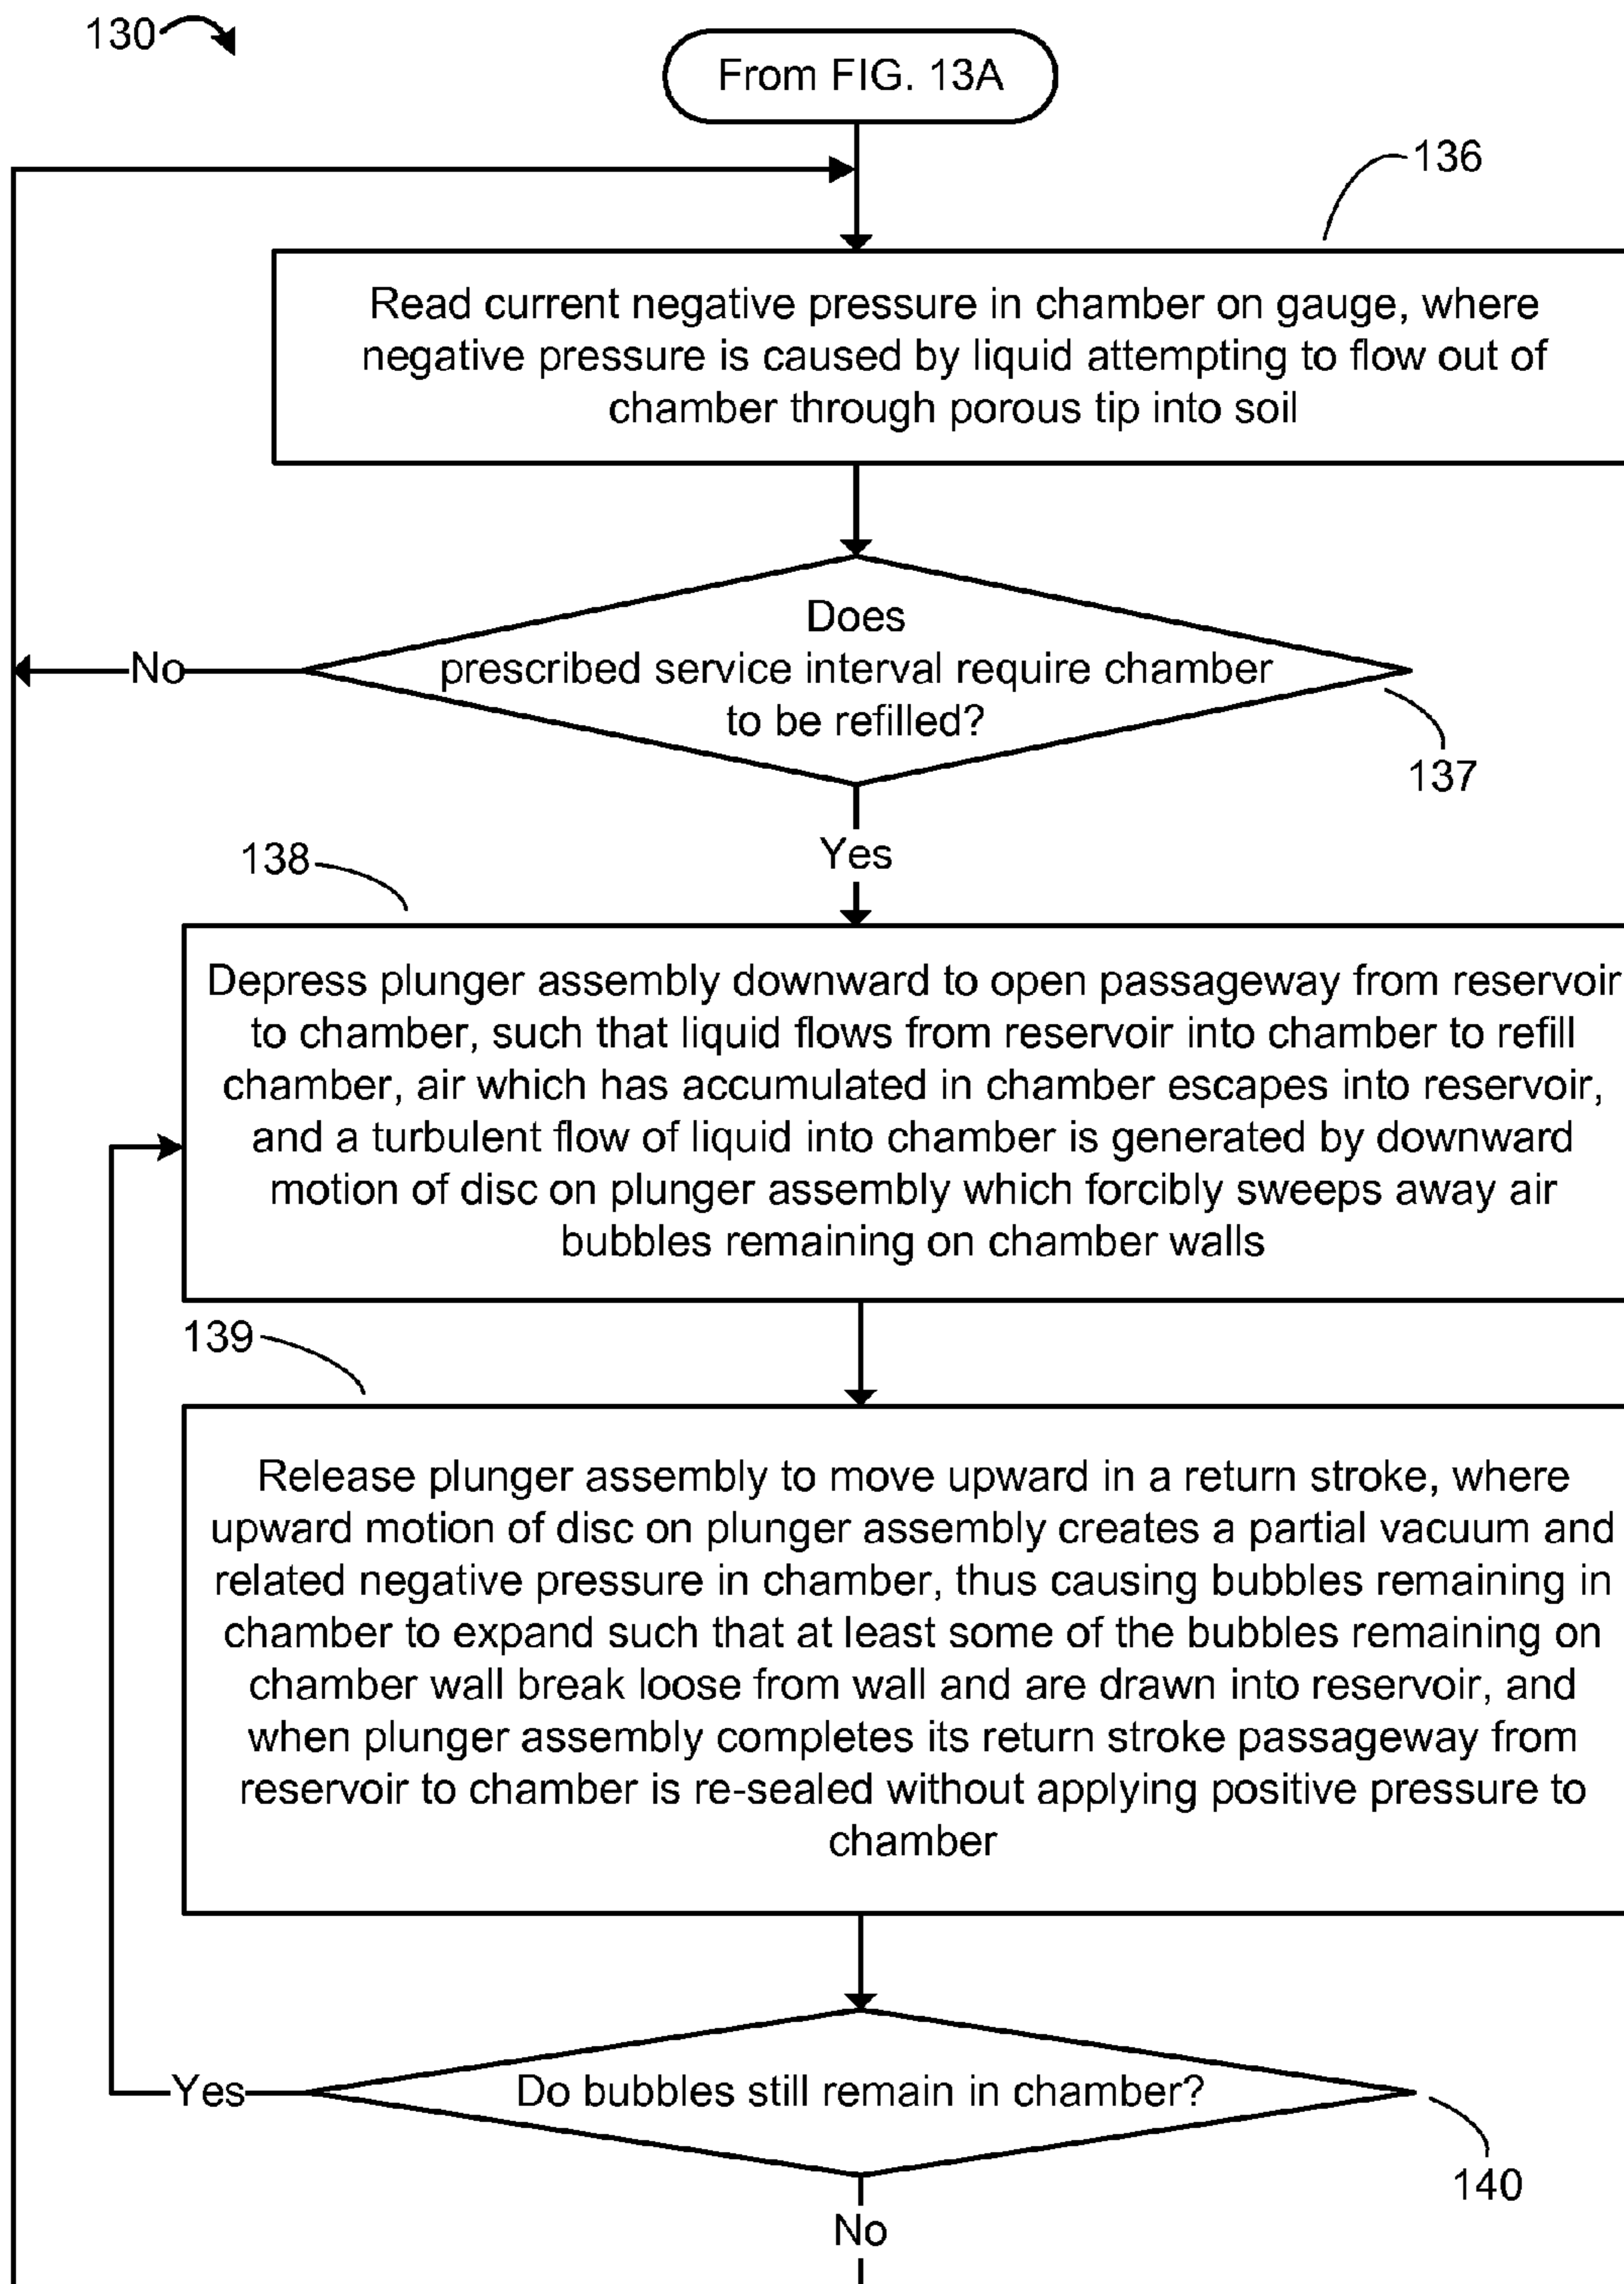 130
From FIG. 13A
136
Read current negative pressure in chamber on gauge, where
negative pressure is caused by liquid attempting to flow out of
chamber through porous tip into soil
Does
prescribed service interval require chamber
to be refilled?
No
137
Yes
138
Depress plunger assembly downward to open passageway from reservoir
to chamber, such that liquid flows from reservoir into chamber to refill
chamber, air which has accumulated in chamber escapes into reservoir,
and a turbulent flow of liquid into chamber is generated by downward
motion of disc on plunger assembly which forcibly sweeps away air
bubbles remaining on chamber walls
139
Release plunger assembly to move upward in a return stroke, where
upward motion of disc on plunger assembly creates a partial vacuum and
related negative pressure in chamber, thus causing bubbles remaining in
chamber to expand such that at least some of the bubbles remaining on
chamber wall break loose from wall and are drawn into reservoir, and
when plunger assembly completes its return stroke passageway from
reservoir to chamber is re-sealed without applying positive pressure to
chamber
Yes
Do bubbles still remain in chamber?
140
No